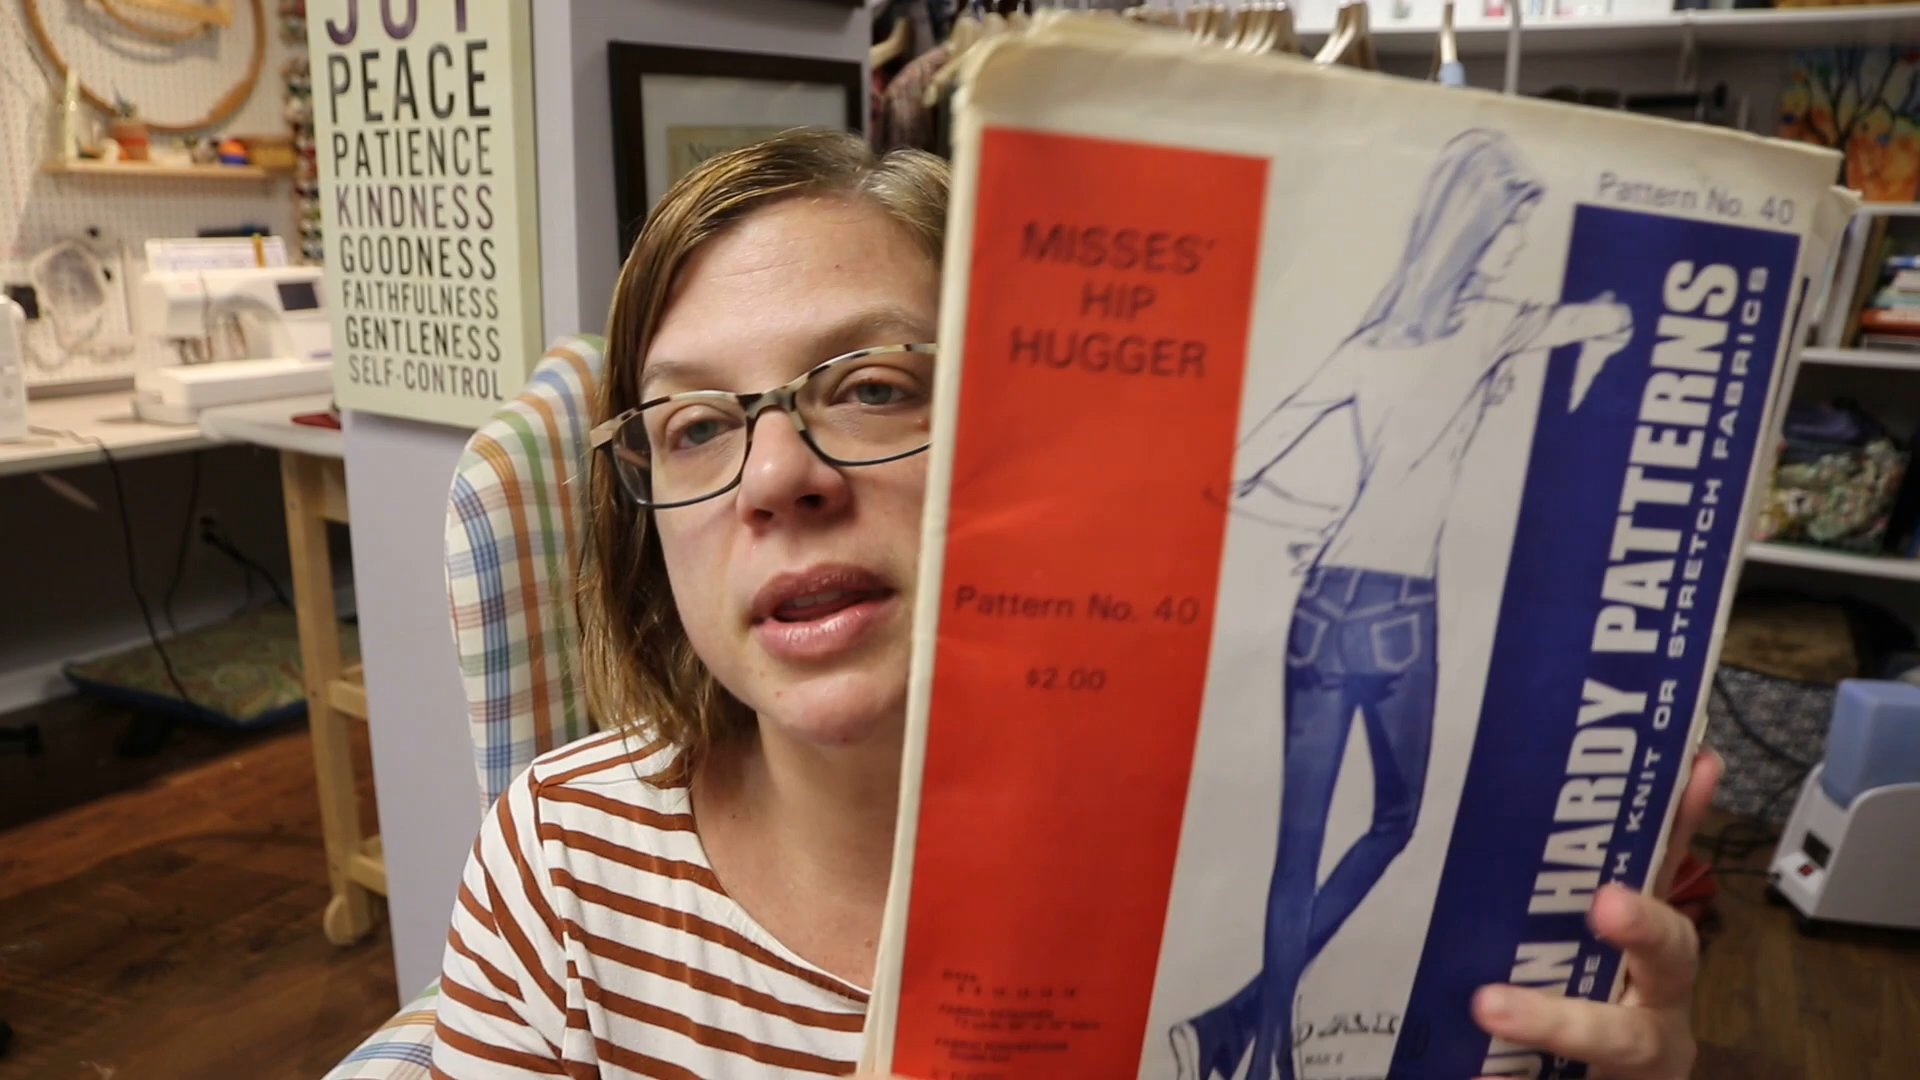 JOY
PEACE
PATIENCE
KINDNESS
GOODNESS
FAITHFULNESS
GENTLENESS
SELF-CONTROL
MISSES'
HIP
HUGGER
Pattern No. 40
$2.00
Pattern No. 40
HARDY PATTERNS
KNIT OR STRETCH FABRICS